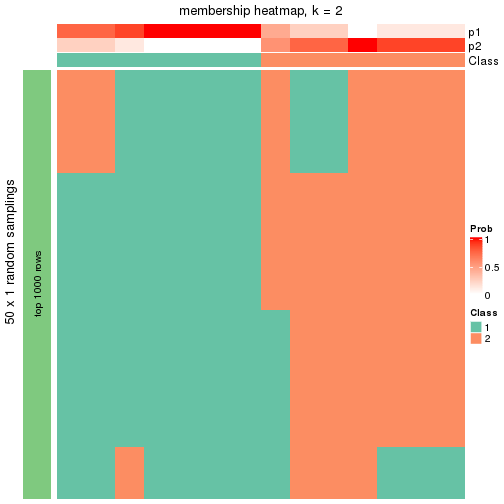 membership heatmap, k = 2
p1
p2
Class
50 x 1 random samplings
top 1000 rows
Prob
1
0.5
0
Class
1
2